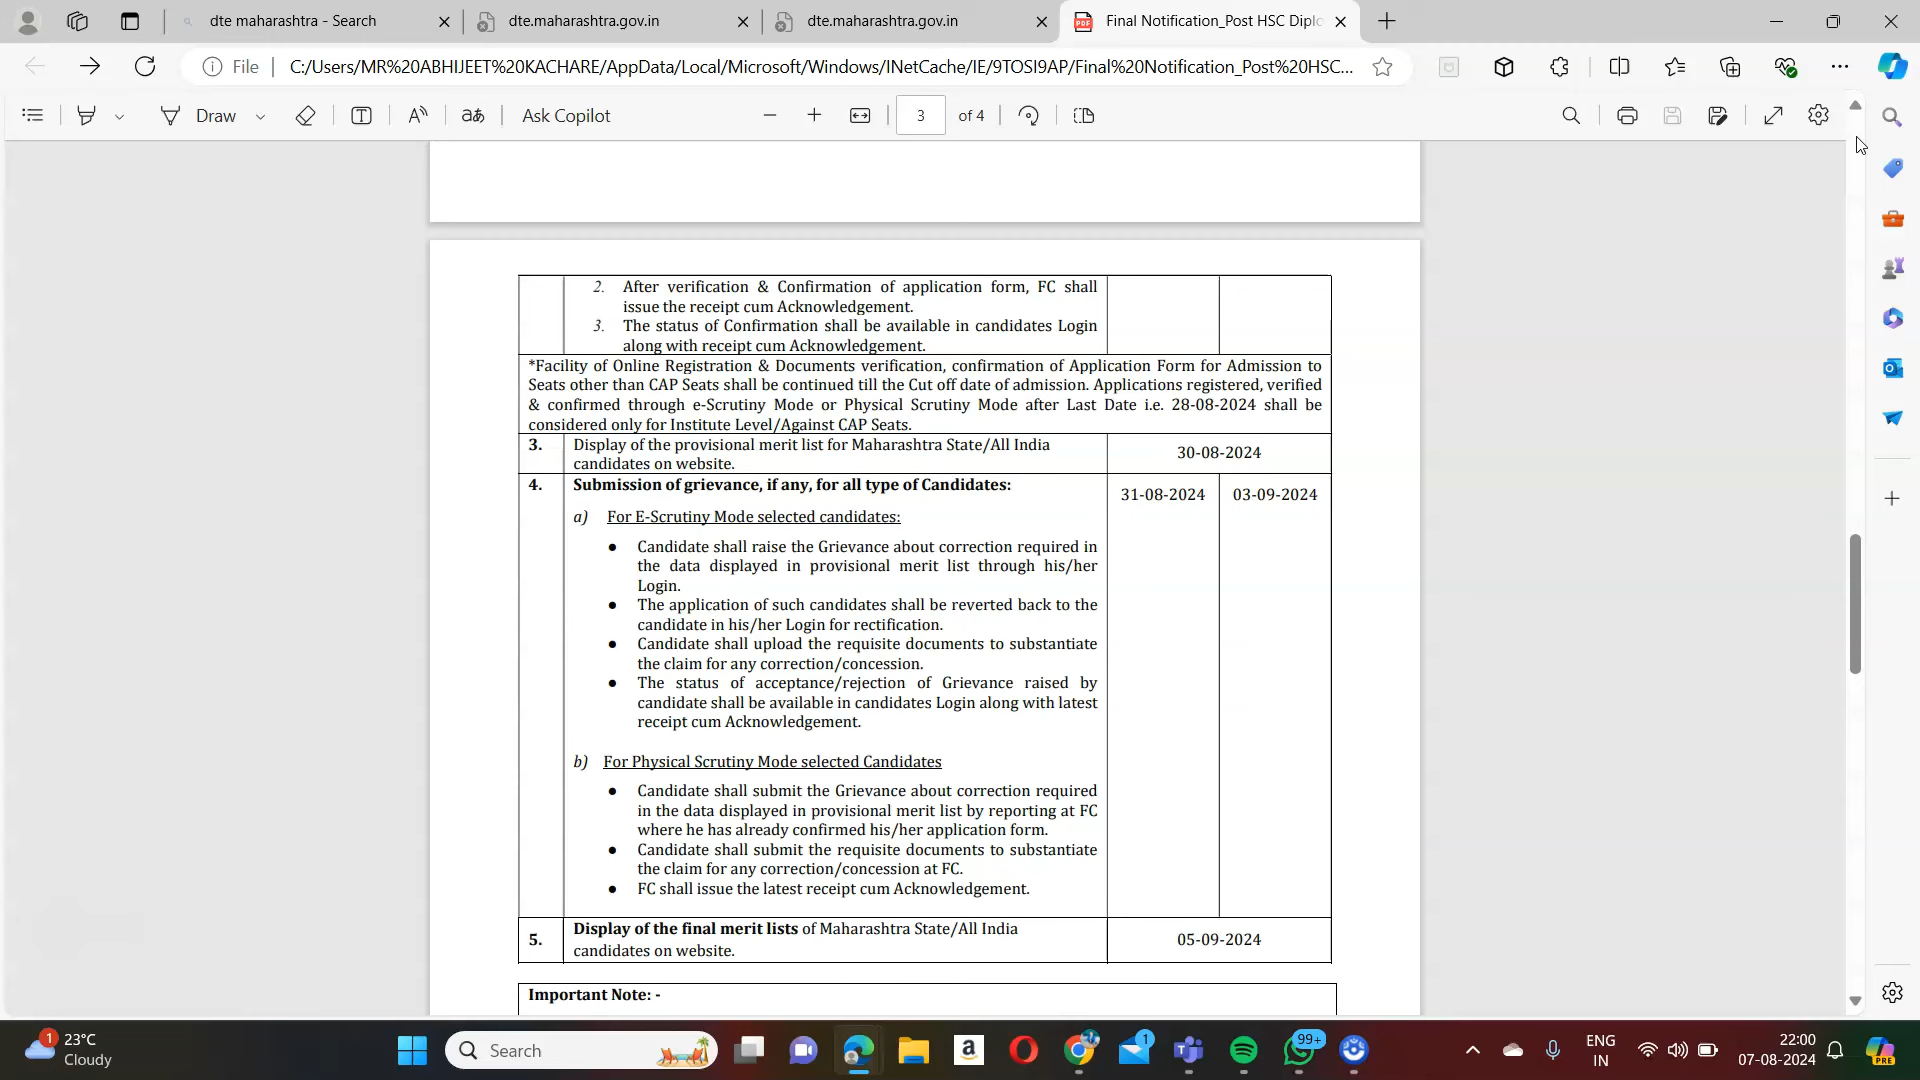 dte maharashtra - Search
dte.maharashtra.gov.in
dte.maharashtra.gov.in
Final Notification_Post HSC Diplo
File
C:/Users/MR%20ABHIJEET%20KACHARE/AppData/Local/Microsoft/Windows/INetCache/IE/9TOSI9AP/Final%20Notification_Post%20HSC...
Draw
Ask Copilot
3 of 4
2. After verification & Confirmation of application form, FC shall
issue the receipt cum Acknowledgement.
3. The status of Confirmation shall be available in candidates Login
along with receipt cum Acknowledgement.
*Facility of Online Registration & Documents verification, confirmation of Application Form for Admission to
Seats other than CAP Seats shall be continued till the Cut off date of admission. Applications registered, verified
& confirmed through e-Scrutiny Mode or Physical Scrutiny Mode after Last Date i.e. 28-08-2024 shall be
considered only for Institute Level/Against CAP Seats.
3. Display of the provisional merit list for Maharashtra State/All India
candidates on website.
30-08-2024
4. Submission of grievance, if any, for all type of Candidates:
31-08-2024 03-09-2024
a) For E-Scrutiny Mode selected candidates:
● Candidate shall raise the Grievance about correction required in
the data displayed in provisional merit list through his/her
Login.
● The application of such candidates shall be reverted back to the
candidate in his/her Login for rectification.
● Candidate shall upload the requisite documents to substantiate
the claim for any correction/concession.
● The status of acceptance/rejection of Grievance raised by
candidate shall be available in candidates Login along with latest
receipt cum Acknowledgement.
b) For Physical Scrutiny Mode selected Candidates
● Candidate shall submit the Grievance about correction required
in the data displayed in provisional merit list by reporting at FC
where he has already confirmed his/her application form.
● Candidate shall submit the requisite documents to substantiate
the claim for any correction/concession at FC.
● FC shall issue the latest receipt cum Acknowledgement.
5. Display of the final merit lists of Maharashtra State/All India
candidates on website.
05-09-2024
Important Note: -
1
23°C
Cloudy
Search
1
99+
ENG
IN
22:00
07-08-2024
PRE